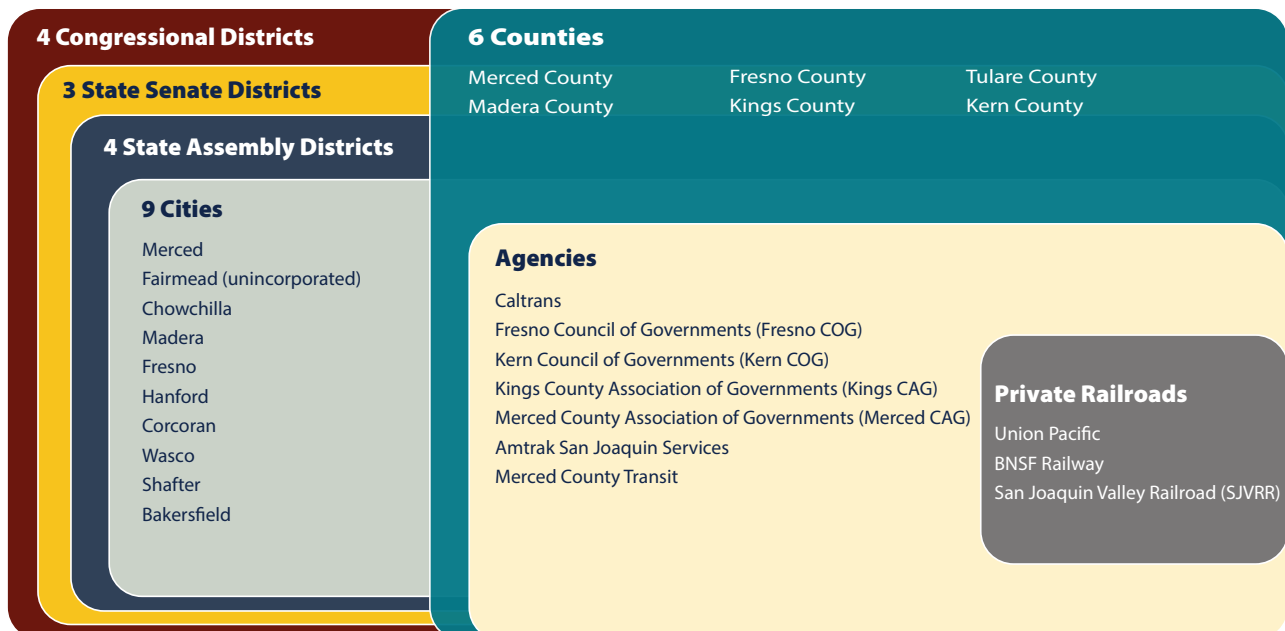 4 Congressional Districts
3 State Senate Districts
4 State Assembly Districts
9 Cities
Merced
Fairmead (unincorporated)
Chowchilla
Madera
Fresno
Hanford
Corcoran
Wasco
Shafter
Bakersfield
6 Counties
Merced County
Madera County
Fresno County
Kings County
Tulare County
Kern County
Agencies
Caltrans
Fresno Council of Governments (Fresno COG)
Kern Council of Governments (Kern COG)
Kings County Association of Governments (Kings CAG)
Merced County Association of Governments (Merced CAG)
Amtrak San Joaquin Services
Merced County Transit
Private Railroads
Union Pacific
BNSF Railway
San Joaquin Valley Railroad (SJVRR)